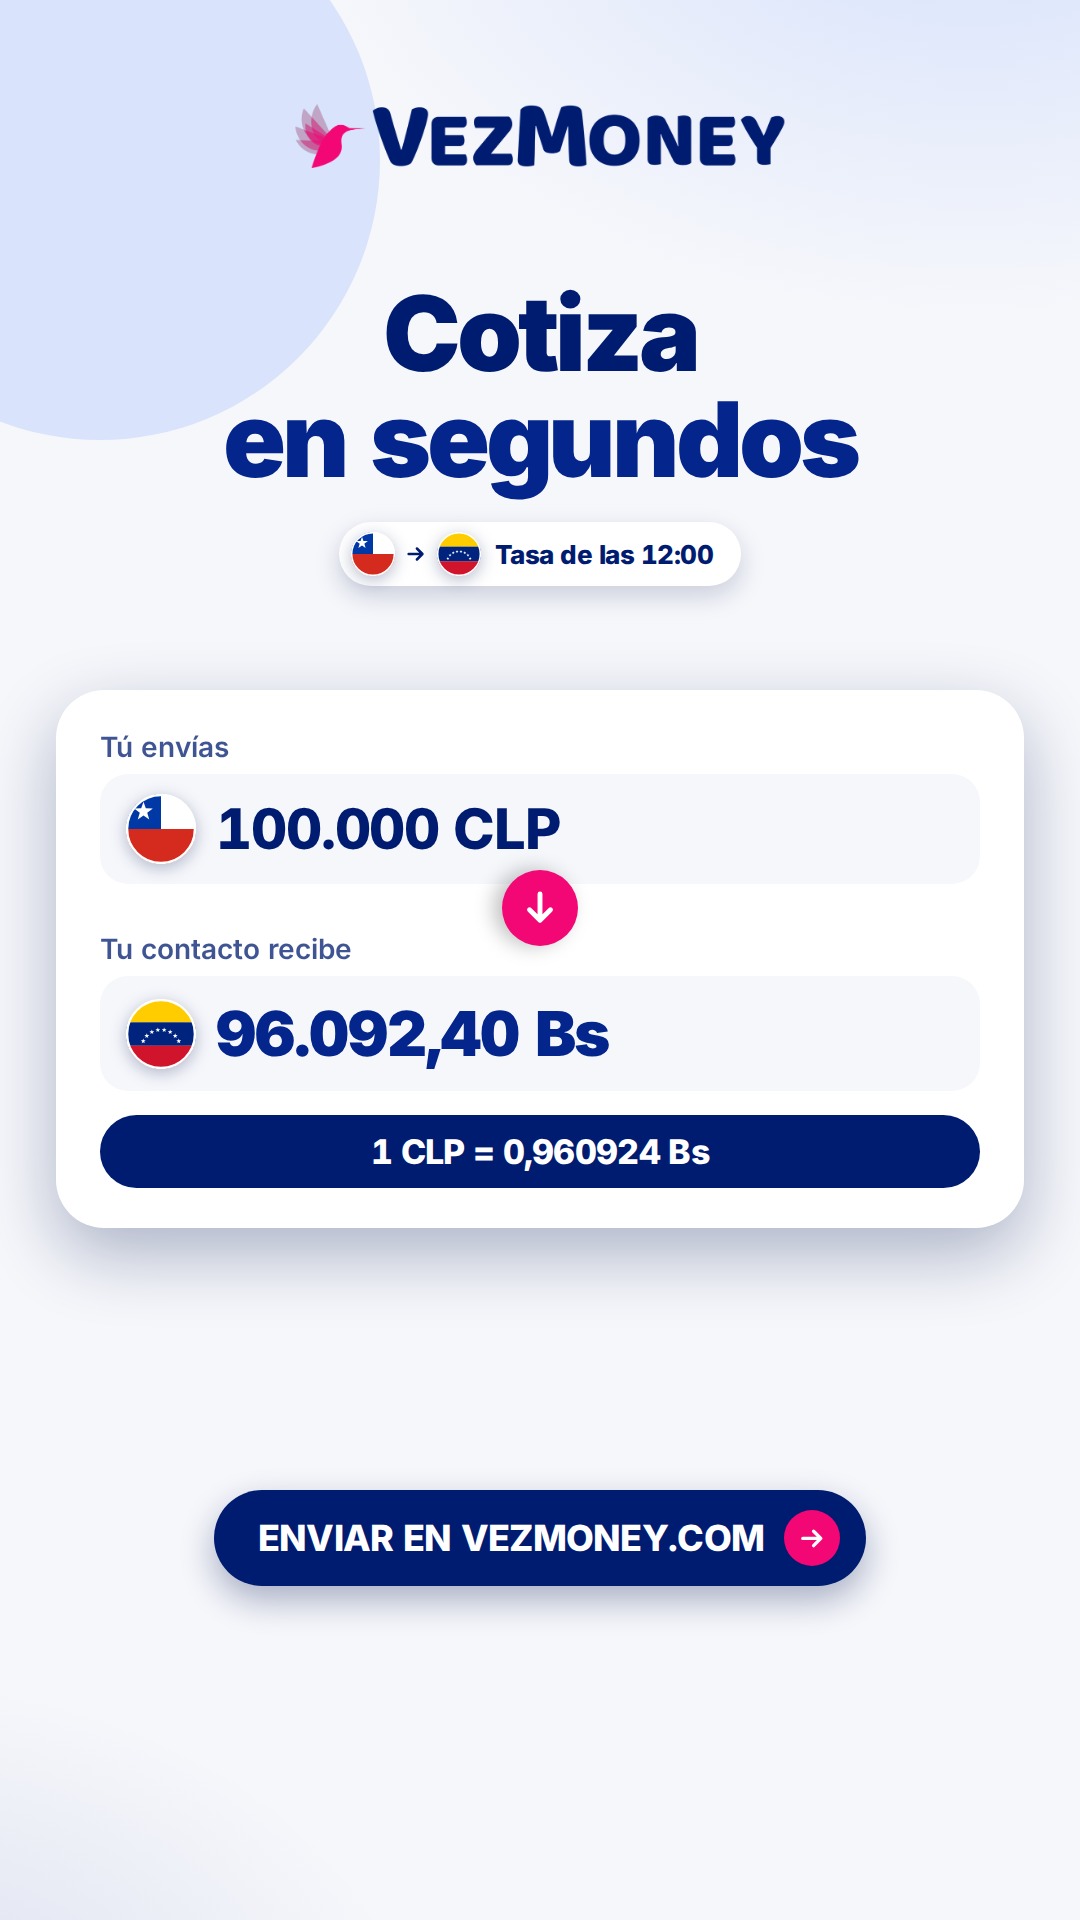 VEZMONEY
Cotiza
en segundos
Tasa de las 12:00
Tú envías
100.000 CLP
Tu contacto recibe
96.092,40 Bs
1 CLP = 0,960924 Bs
ENVIAR EN VEZMONEY.COM